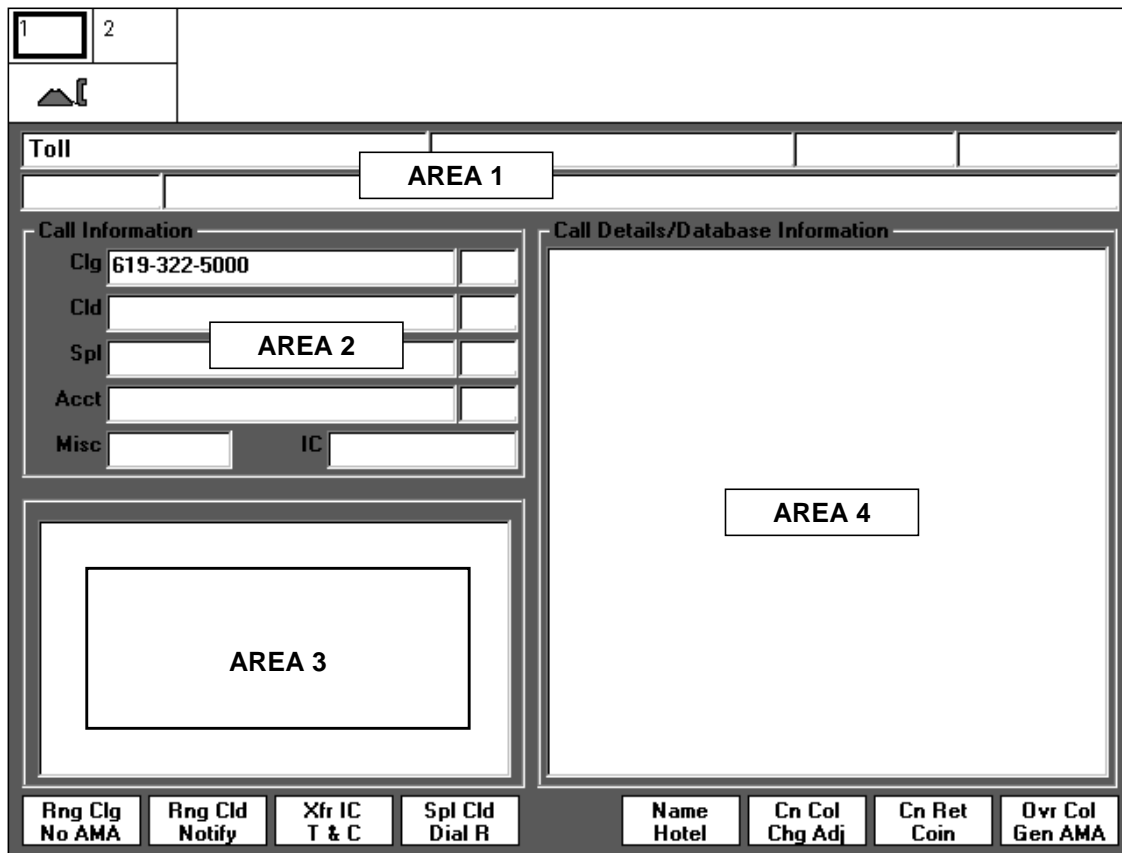 1 2
Toll
AREA 1
Call Information
Call Details/Database Information
Clg 619-322-5000
Cld
AREA 2
Spl
Acct
Misc IC
AREA 4
AREA 3
Rng Clg No AMA
Rng Cld Notify
Xfr IC T & C
Spl Cld Dial R
Name Hotel
Cn Col Chg Adj
Cn Ret Coin
Ovr Col Gen AMA